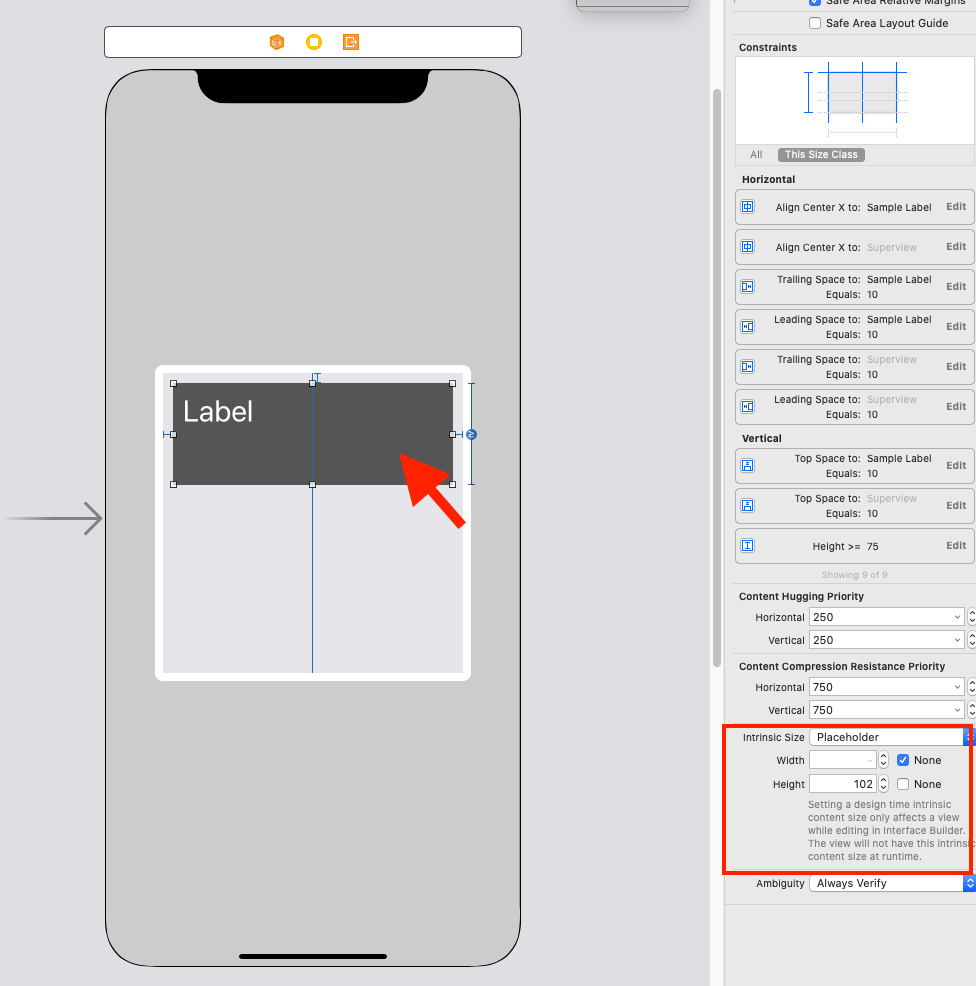 Safe Area Relative Margins
Safe Area Layout Guide
Constraints
All
This Size Class
Horizontal
Align Center X to: Sample Label Edit
Align Center X to: Superview Edit
Trailing Space to: Sample Label
Equals: 10
Edit
Leading Space to: Sample Label
Equals: 10
Edit
Trailing Space to: Superview
Equals: 10
Edit
Leading Space to: Superview
Equals: 10
Edit
Vertical
Top Space to: Sample Label
Equals: 10
Edit
Top Space to: Superview
Equals: 10
Edit
Height >= 75 Edit
Showing 9 of 9
Content Hugging Priority
Horizontal 250
Vertical 250
Content Compression Resistance Priority
Horizontal 750
Vertical 750
Intrinsic Size Placeholder
Width - None
Height 102 None
Setting a design time intrinsic
content size only affects a view
while editing in Interface Builder.
The view will not have this intrinsic
content size at runtime.
Ambiguity Always Verify
Label